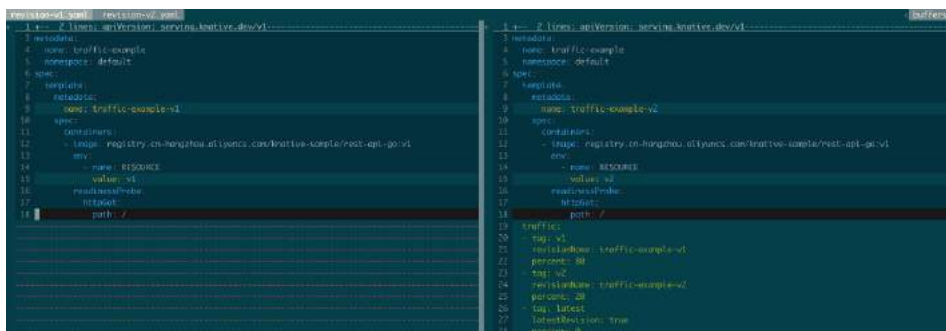 revision-v1.yaml revision-v2.yaml buffers
1 +-- 2 lines: apiVersion: serving.knative.dev/v1
3 metadata:
4 name: traffic-example
5 namespace: default
6 spec:
7 template:
8 metadata:
9 name: traffic-example-v1
10 spec:
11 containers:
12 - image: registry.cn-hangzhou.aliyuncs.com/knative-sample/rest-api-go:v1
13 env:
14 - name: RESOURCE
15 value: v1
16 readinessProbe:
17 httpGet:
18 path: /
1 +-- 2 lines: apiVersion: serving.knative.dev/v1
3 metadata:
4 name: traffic-example
5 namespace: default
6 spec:
7 template:
8 metadata:
9 name: traffic-example-v2
10 spec:
11 containers:
12 - image: registry.cn-hangzhou.aliyuncs.com/knative-sample/rest-api-go:v1
13 env:
14 - name: RESOURCE
15 value: v2
16 readinessProbe:
17 httpGet:
18 path: /
19 traffic:
20 - tag: v1
21 revisionName: traffic-example-v1
22 percent: 80
23 - tag: v2
24 revisionName: traffic-example-v2
25 percent: 20
26 - tag: latest
27 latestRevision: true
28 percent: 0